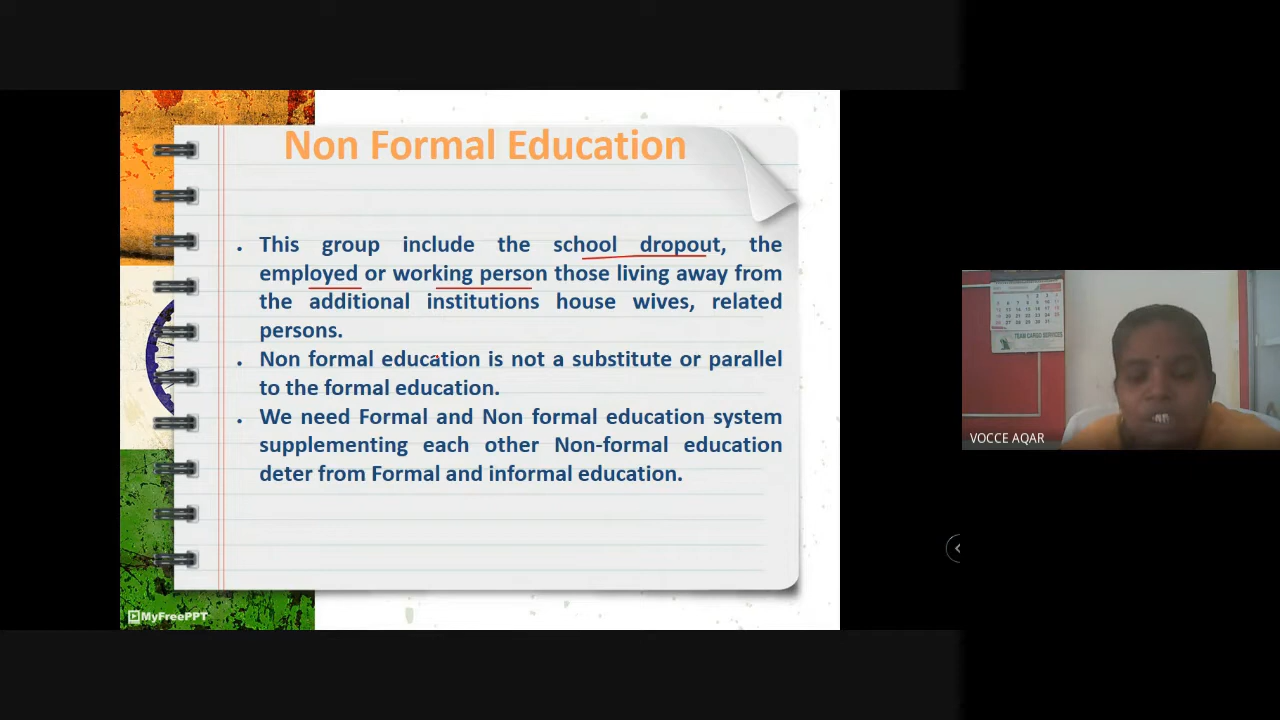 Non Formal Education
• This group include the school dropout, the
employed or working person those living away from
the additional institutions house wives, related
persons.
• Non formal education is not a substitute or parallel
to the formal education.
• We need Formal and Non formal education system
supplementing each other Non-formal education
deter from Formal and informal education.
MyFreePPT
TEAM CARGO SERVICES
VOCCE AQAR